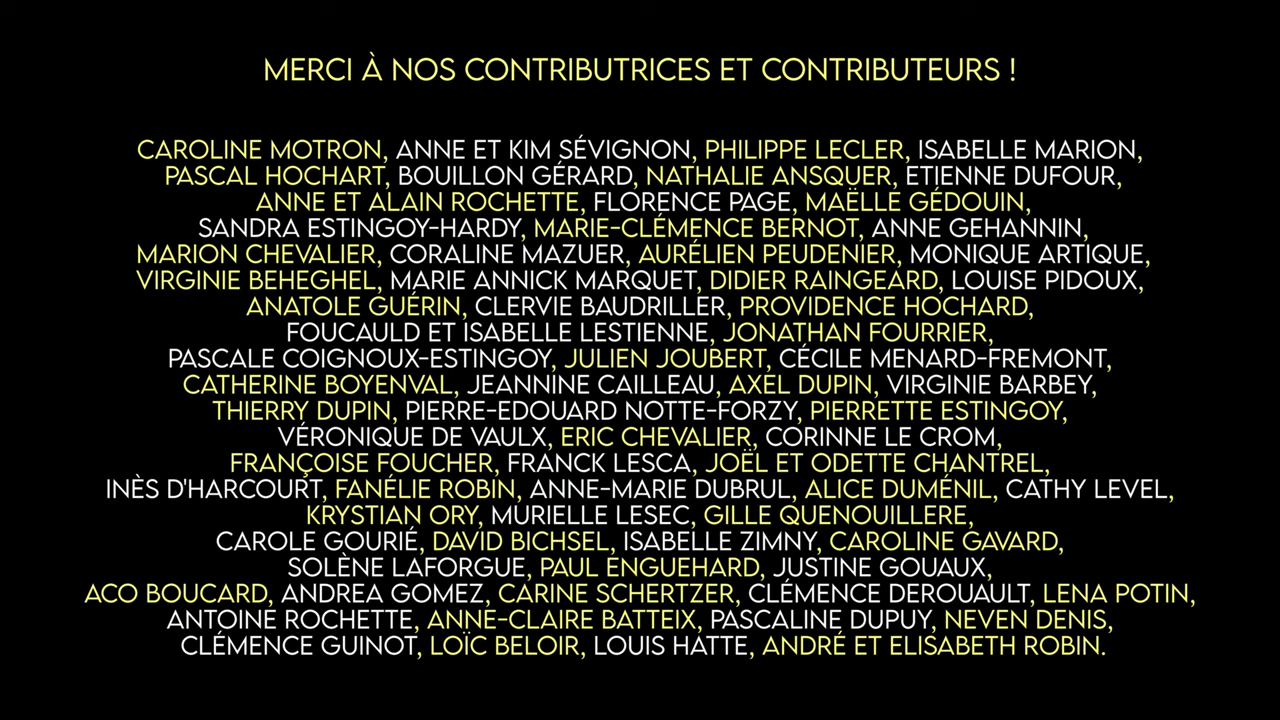 MERCI À NOS CONTRIBUTRICES ET CONTRIBUTEURS !
CAROLINE MOTRON, ANNE ET KIM SÉVIGNON, PHILIPPE LECLER, ISABELLE MARION,
PASCAL HOCHART, BOUILLON GÉRARD, NATHALIE ANSQUER, ETIENNE DUFOUR,
ANNE ET ALAIN ROCHETTE, FLORENCE PAGE, MAËLLE GÉDOUIN,
SANDRA ESTINGOY-HARDY, MARIE-CLÉMENCE BERNOT, ANNE GEHANNIN,
MARION CHEVALIER, CORALINE MAZUER, AURÉLIEN PEUDENIER, MONIQUE ARTIQUE,
VIRGINIE BEHEGHEL, MARIE ANNICK MARQUET, DIDIER RAINGEARD, LOUISE PIDOUX,
ANATOLE GUÉRIN, CLERVIE BAUDRILLER, PROVIDENCE HOCHARD,
FOUCAULD ET ISABELLE LESTIENNE, JONATHAN FOURRIER,
PASCALE COIGNOUX-ESTINGOY, JULIEN JOUBERT, CÉCILE MENARD-FREMONT,
CATHERINE BOYENVAL, JEANNINE CAILLEAU, AXEL DUPIN, VIRGINIE BARBEY,
THIERRY DUPIN, PIERRE-EDOUARD NOTTE-FORZY, PIERRETTE ESTINGOY,
VÉRONIQUE DE VAULX, ERIC CHEVALIER, CORINNE LE CROM,
FRANÇOISE FOUCHER, FRANCK LESCA, JOËL ET ODETTE CHANTREL,
INÈS D'HARCOURT, FANÉLIE ROBIN, ANNE-MARIE DUBRUL, ALICE DUMÉNIL, CATHY LEVEL,
KRYSTIAN ORY, MURIELLE LESEC, GILLE QUENOUILLERE,
CAROLE GOURIÉ, DAVID BICHSEL, ISABELLE ZIMNY, CAROLINE GAVARD,
SOLÈNE LAFORGUE, PAUL ENGUEHARD, JUSTINE GOUAUX,
ACO BOUCARD, ANDREA GOMEZ, CARINE SCHERTZER, CLÉMENCE DEROUAULT, LENA POTIN,
ANTOINE ROCHETTE, ANNE-CLAIRE BATTEIX, PASCALINE DUPUY, NEVEN DENIS,
CLÉMENCE GUINOT, LOÏC BELOIR, LOUIS HATTE, ANDRÉ ET ELISABETH ROBIN.